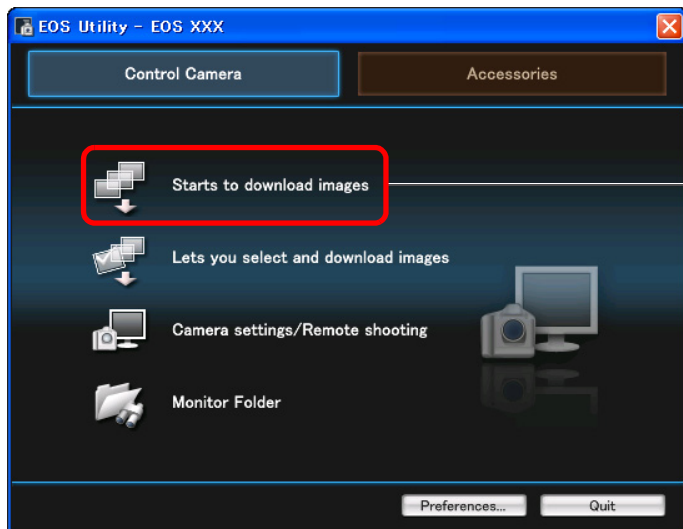 EOS Utility - EOS XXX
Control Camera
Accessories
Starts to download images
Lets you select and download images
Camera settings/Remote shooting
Monitor Folder
Preferences...
Quit